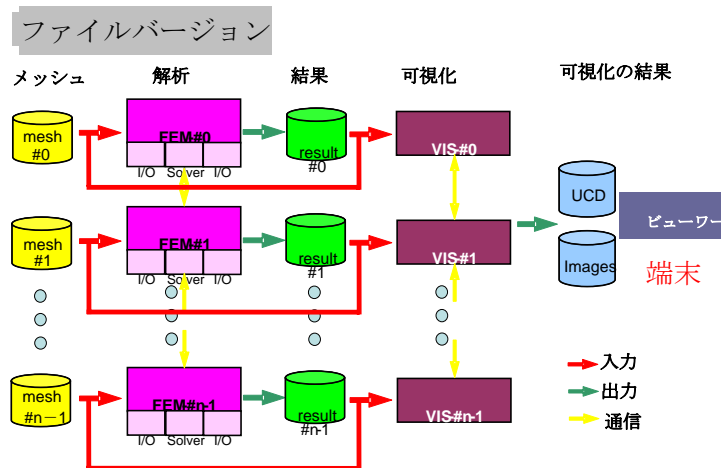 ファイルバージョン
メッシュ
解析
結果
可視化
可視化の結果
mesh
#0
FEM-#0
I/O Solver I/O
result
#0
VIS-#0
mesh
#1
FEM-#1
I/O Solver I/O
result
#1
VIS-#1
UCD
Images
ビューワー
端末
mesh
#n－1
FEM-#n-1
I/O Solver I/O
result
#n-1
VIS-#n-1
入力
出力
通信